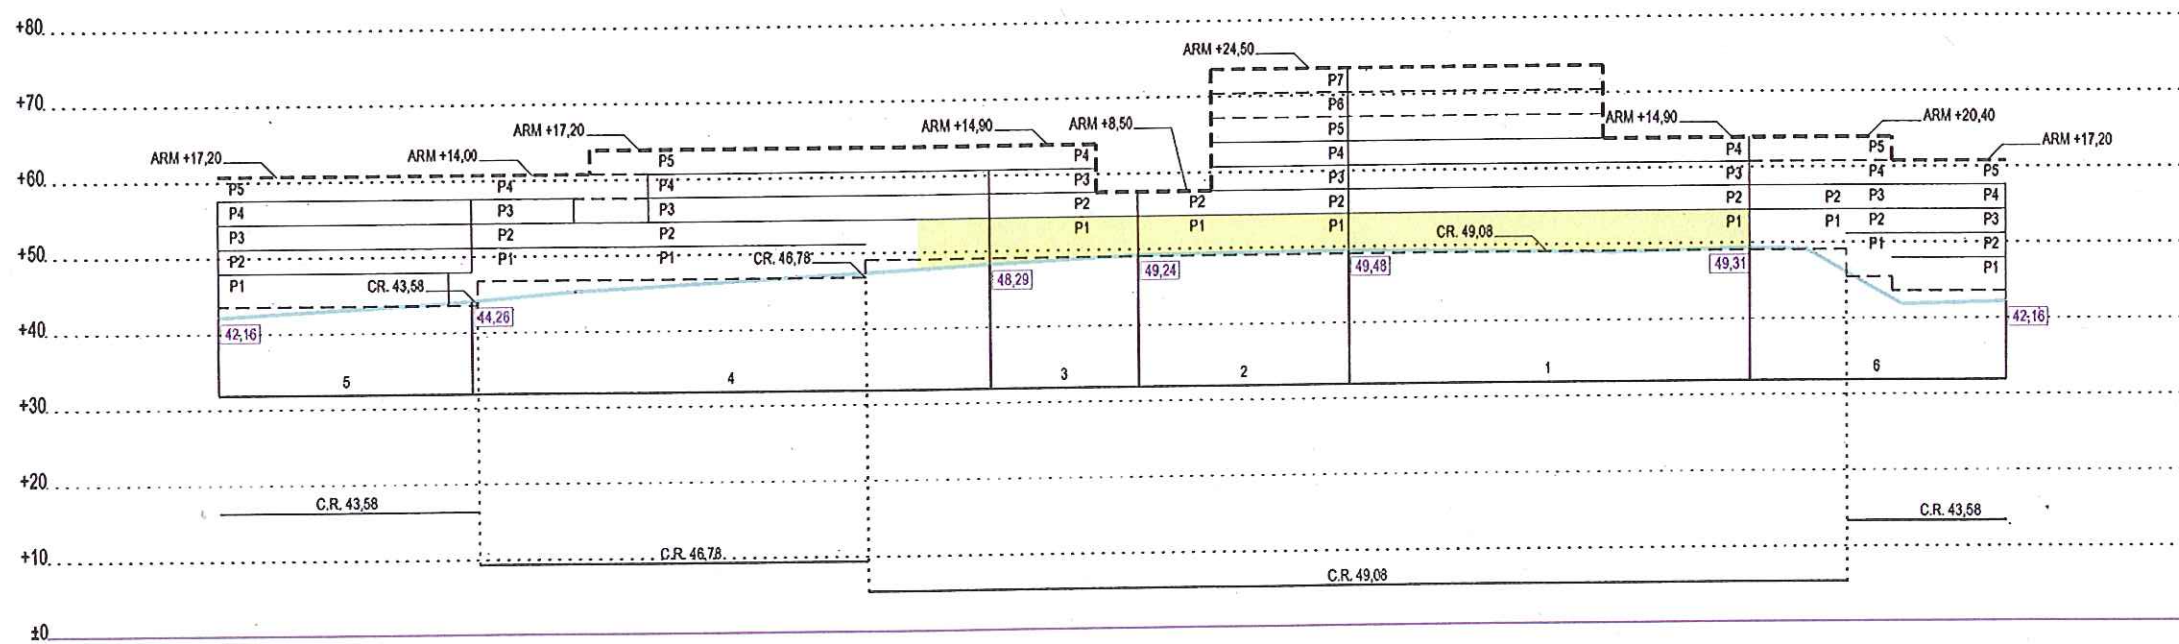 +80
ARM +24,50
P7
+70
P6
ARM +17,20
ARM +14,90
ARM +8,50
P5
ARM +14,90
ARM +20,40
ARM +17,20
ARM +14,00
P5
P4
P4
P4
P5
ARM +17,20
+60
P5
P4
P4
P3
P3
P3
P4
P5
P4
P3
P3
P2
P2
P2
P2
P2
P3
P4
P3
P2
P2
P1
P1
P1
P1
P1
P2
P3
+50
P2
P1
P1
CR. 46,78
CR. 49,08
P1
P2
P1
CR. 43,58
48,29
49,24
49,48
49,31
P1
+40
42,16
44,26
42,16
5
4
3
2
1
6
+30
+20
C.R. 43,58
C.R. 43,58
+10
C.R. 46,78
C.R. 49,08
±0